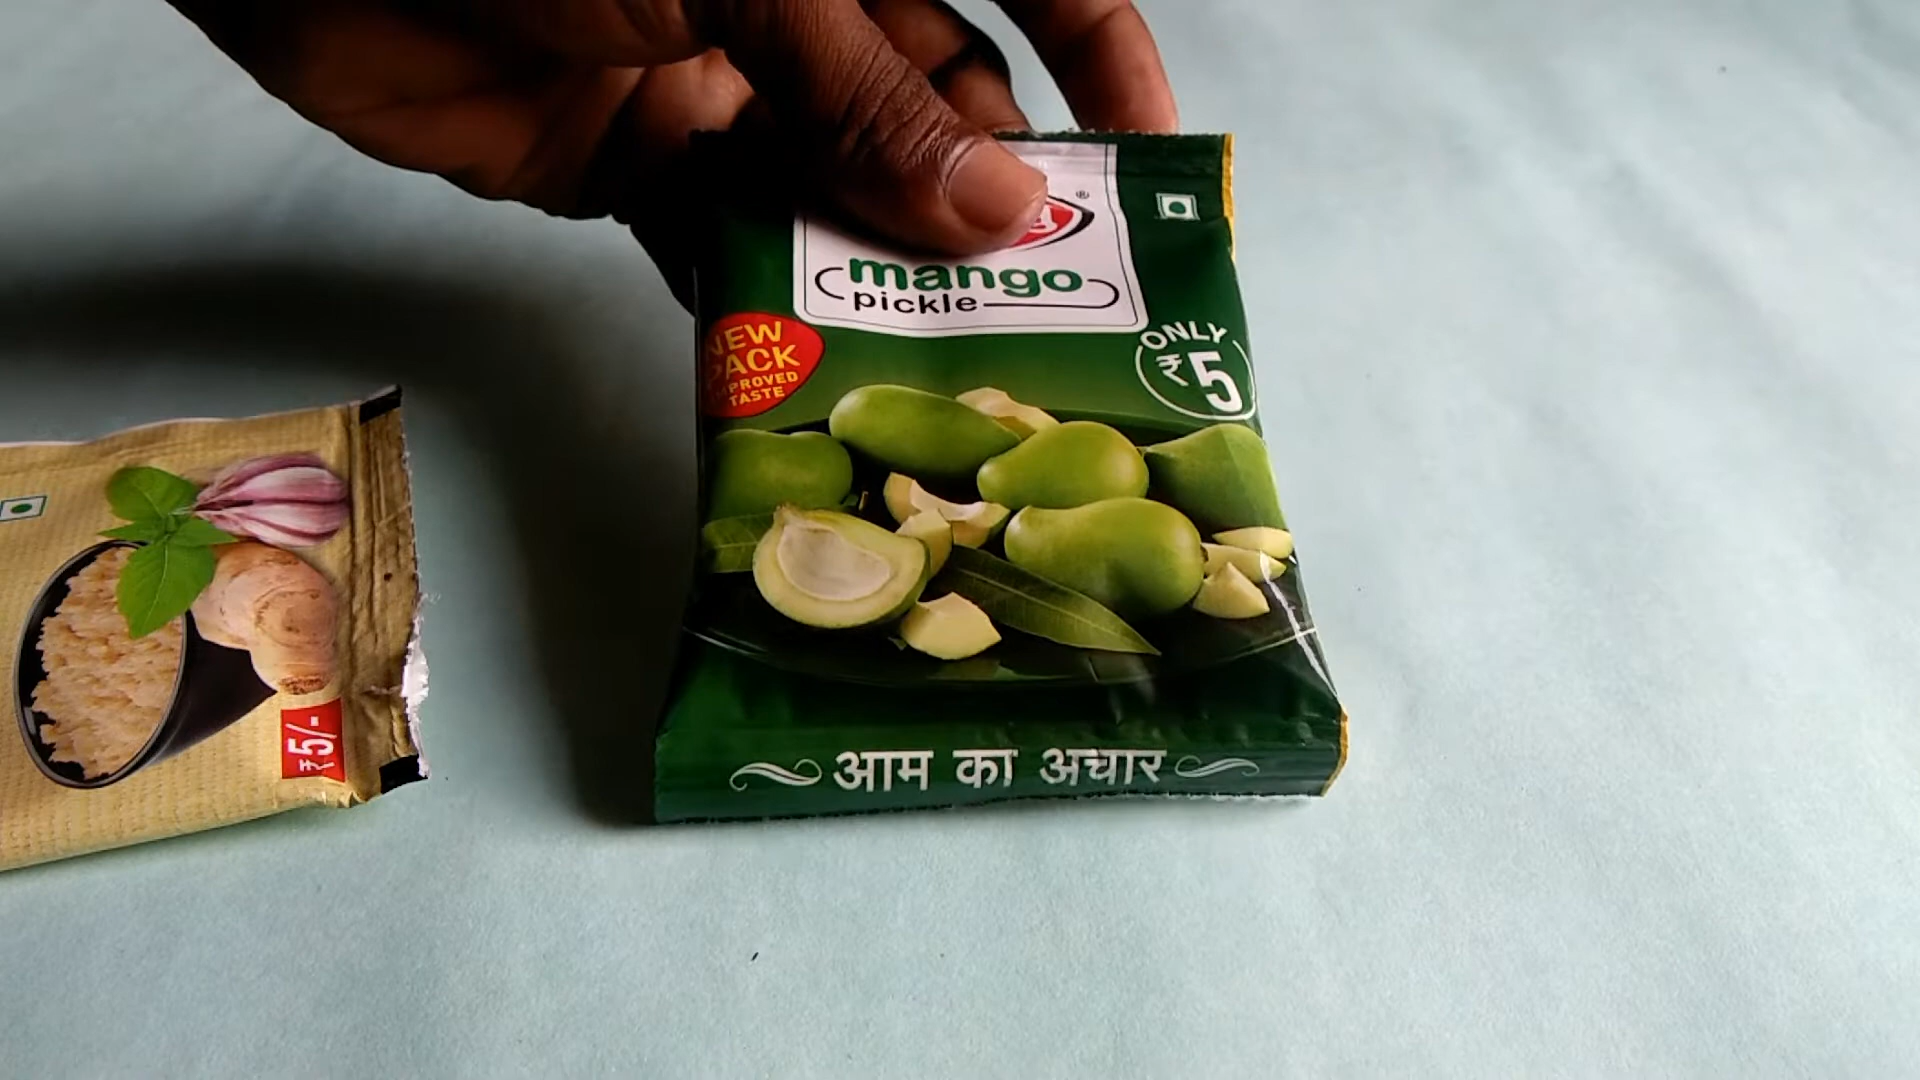 ®
mango
pickle
NEW
PACK
IMPROVED
TASTE
ONLY
₹5
₹5/-
आम का अचार